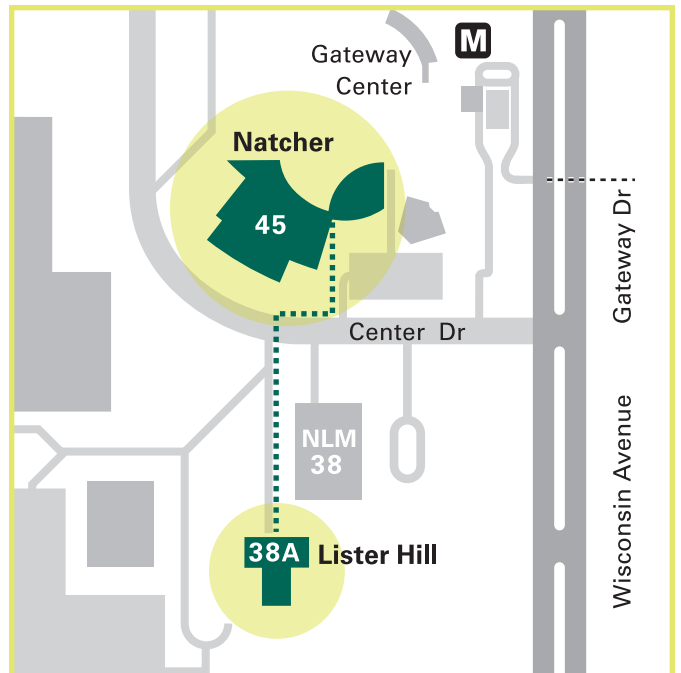 M
Gateway
Center
Natcher
45
Gateway Dr
Center Dr
NLM
38
Wisconsin Avenue
38A
Lister Hill